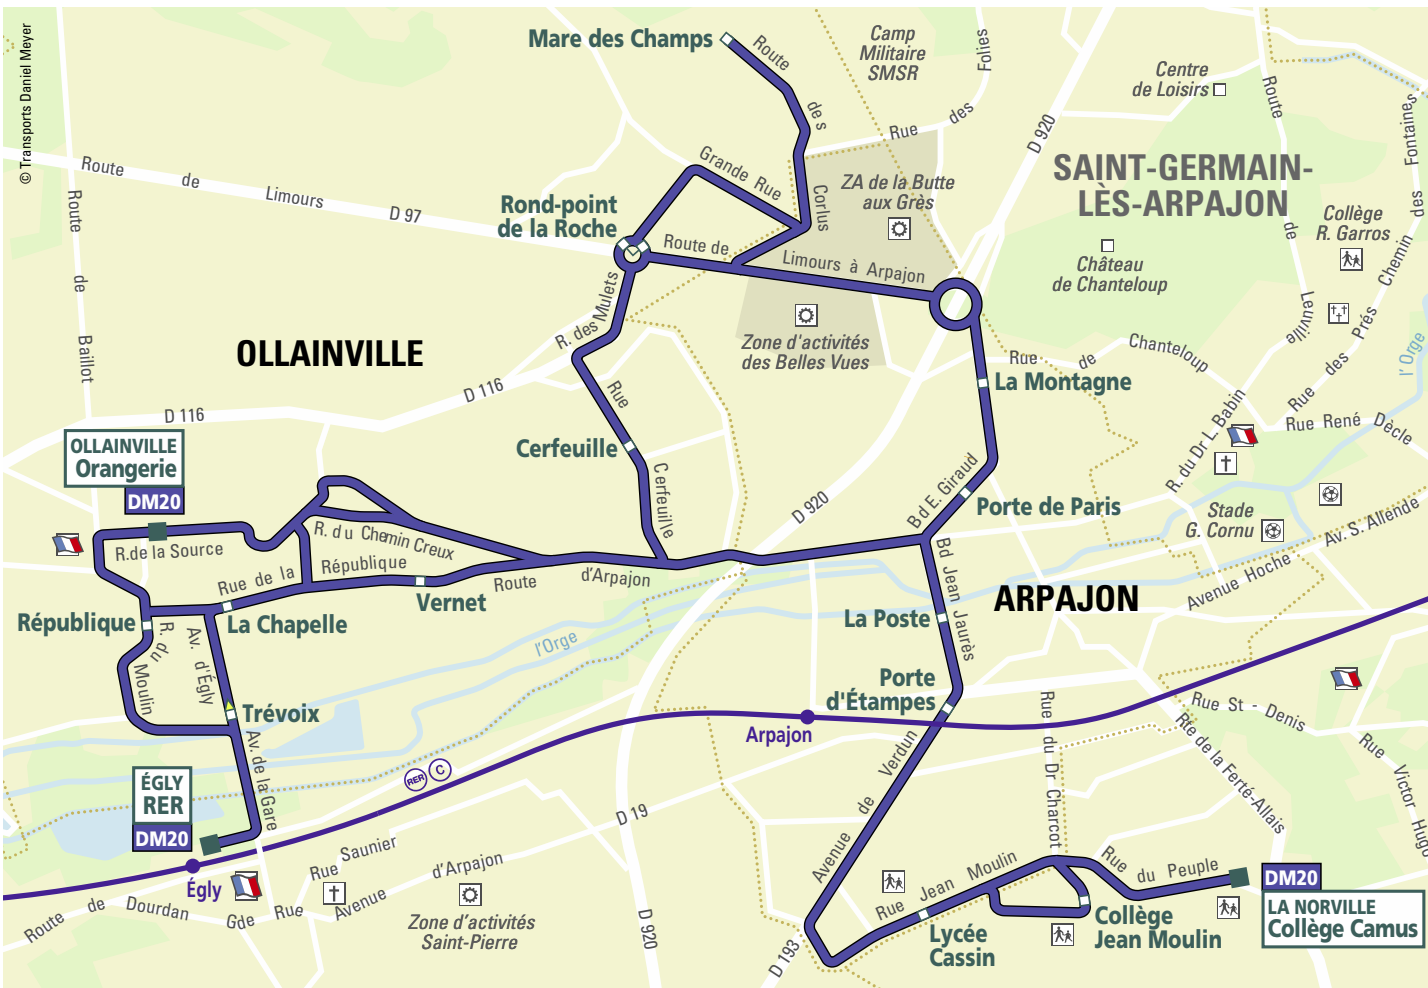 © Transports Daniel Meyer
Mare des Champs
Route
des
Corlus
Camp
Militaire
SMSR
Rue des Folies
D 920
Centre
de Loisirs
Route
de
Leuville
Chemin des Fontaines
SAINT-GERMAIN-
LÈS-ARPAJON
Collège
R. Garros
Route de Limours
D 97
Route de Baillot
Rond-point
de la Roche
Grande Rue
ZA de la Butte
aux Grès
Route de Limours à Arpajon
Château
de Chanteloup
R. des Mulets
OLLAINVILLE
Zone d'activités
des Belles Vues
Rue de Chanteloup
Rue des Prés
l'Orge
La Montagne
D 116
D 116
Rue
Cerfeuille
Cerfeuille
R. du Dr L. Babin
Rue René Dècle
OLLAINVILLE
Orangerie
DM20
D 920
Bd E. Giraud
Porte de Paris
Stade
G. Cornu
Av. S. Allende
R.de la Source
R. du Chemin Creux
Rue de la République
Route d'Arpajon
Bd Jean Jaurès
ARPAJON
Avenue Hoche
République
La Chapelle
Vernet
La Poste
R. du Moulin
Av. d'Égly
l'Orge
Trévoix
Porte
d'Étampes
Arpajon
Rue St - Denis
Rue du Dr Charcot
Rte de la Ferté-Allais
Rue Victor Hugo
Av. de la Gare
RER C
ÉGLY
RER
DM20
Égly
D 19
Avenue de Verdun
Rue Saunier
Avenue d'Arpajon
Route de Dourdan
Gde Rue
Zone d'activités
Saint-Pierre
D 920
D 193
Rue Jean Moulin
Rue du Peuple
Lycée
Cassin
Collège
Jean Moulin
DM20
LA NORVILLE
Collège Camus